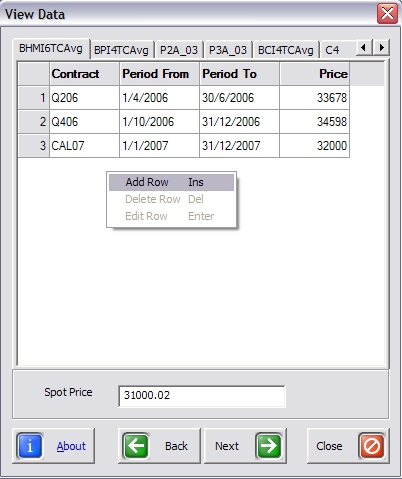 View Data
BHMI6TCAvg BPI4TCAvg P2A_03 P3A_03 BCI4TCAvg C4
Contract Period From Period To Price
1 Q206 1/4/2006 30/6/2006 33678
2 Q406 1/10/2006 31/12/2006 34598
3 CAL07 1/1/2007 31/12/2007 32000
Add Row Ins
Delete Row Del
Edit Row Enter
Spot Price 31000.02
i About Back Next Close